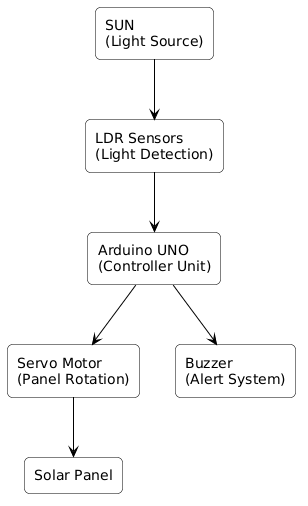 SUN
(Light Source)
LDR Sensors
(Light Detection)
Arduino UNO
(Controller Unit)
Servo Motor
(Panel Rotation)
Buzzer
(Alert System)
Solar Panel